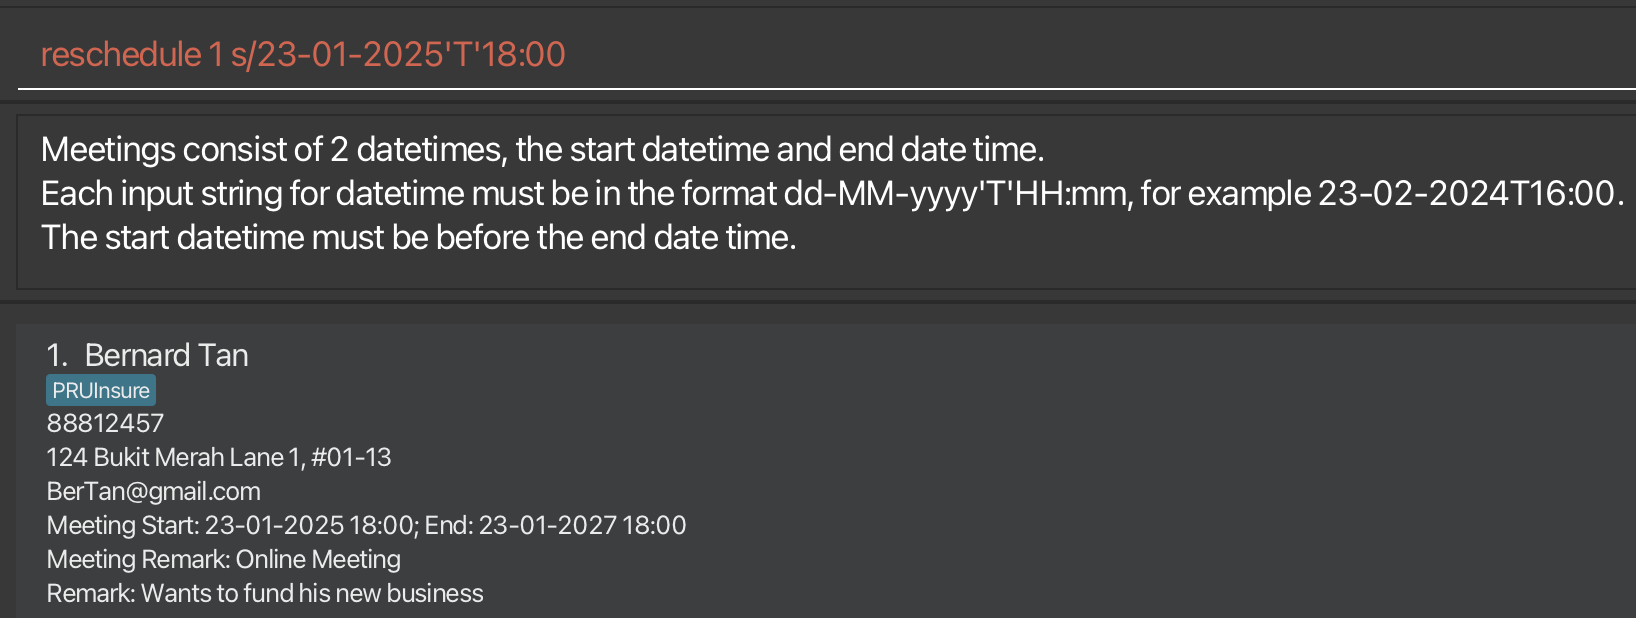 reschedule 1 s/23-01-2025'T'18:00
Meetings consist of 2 datetimes, the start datetime and end date time.
Each input string for datetime must be in the format dd-MM-yyyy'T'HH:mm, for example 23-02-2024T16:00.
The start datetime must be before the end date time.
1. Bernard Tan
PRUInsure
88812457
124 Bukit Merah Lane 1, #01-13
BerTan@gmail.com
Meeting Start: 23-01-2025 18:00; End: 23-01-2027 18:00
Meeting Remark: Online Meeting
Remark: Wants to fund his new business